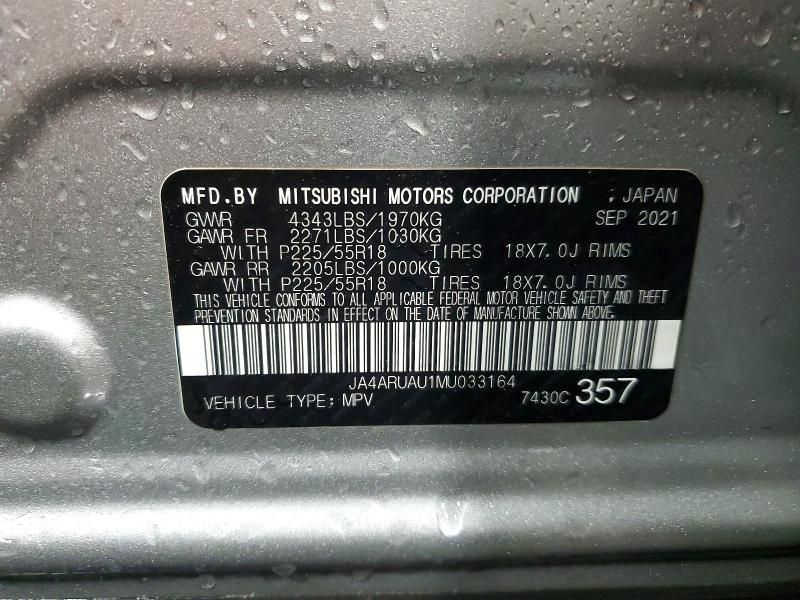 MFD.BY MITSUBISHI MOTORS CORPORATION , JAPAN
GVWR 4343LBS/1970KG SEP 2021
GAWR FR 2271LBS/1030KG
WITH P225/55R18 TIRES 18X7.0J RIMS
GAWR RR 2205LBS/1000KG
WITH P225/55R18 TIRES 18X7.0J RIMS
THIS VEHICLE CONFORMS TO ALL APPLICABLE FEDERAL MOTOR VEHICLE SAFETY AND THEFT
PREVENTION STANDARDS IN EFFECT ON THE DATE OF MANUFACTURE SHOWN ABOVE.
JA4ARUAU1MU033164
VEHICLE TYPE: MPV 7430C 357